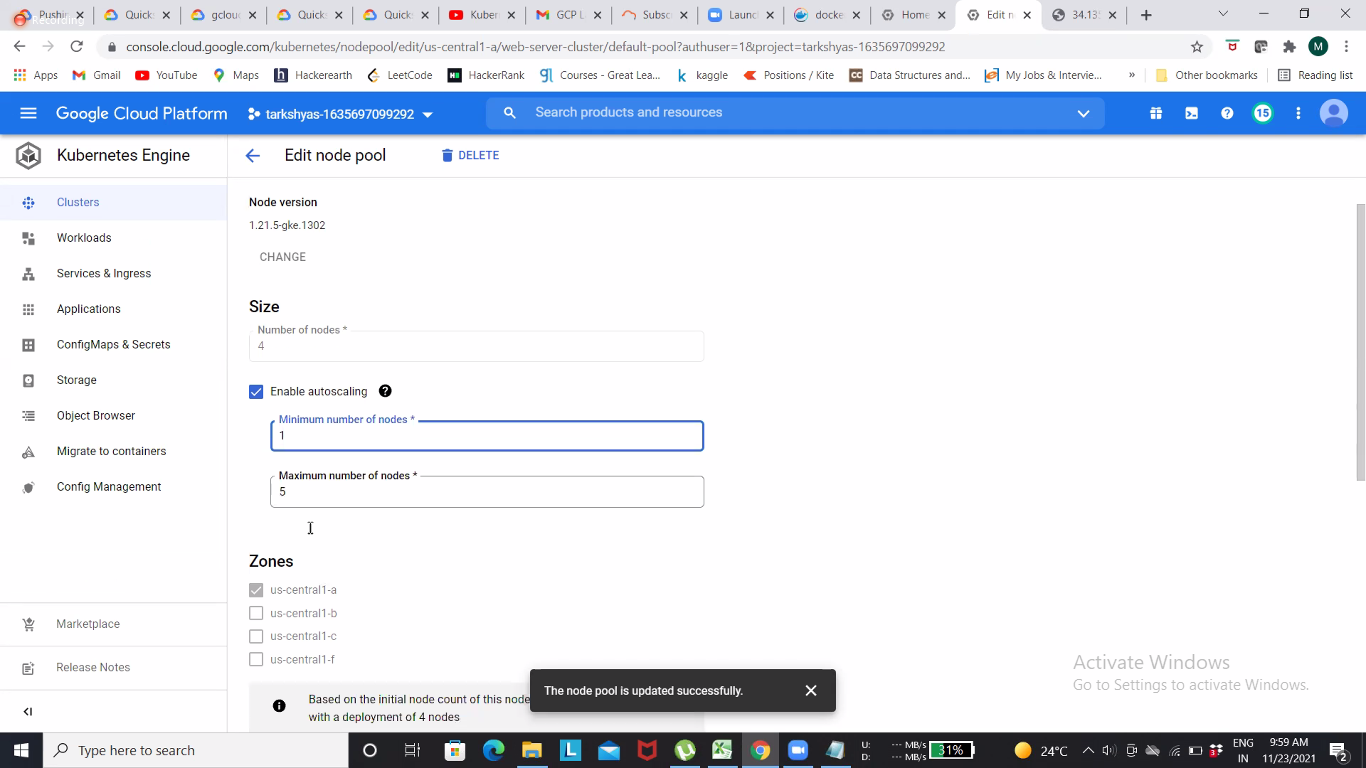 Pushin
Recording
Quick
gclou
Quick
Quick
Kuber
GCP L
Subsc
Launc
docke
Home
Edit n
34.13
console.cloud.google.com/kubernetes/nodepool/edit/us-central1-a/web-server-cluster/default-pool?authuser=1&project=tarkshyas-1635697099292
M
Apps Gmail YouTube Maps Hackerearth LeetCode HackerRank Courses - Great Lea... kaggle Positions / Kite Data Structures and... My Jobs & Intervie... » Other bookmarks Reading list
Google Cloud Platform tarkshyas-1635697099292 Search products and resources 15
Kubernetes Engine Edit node pool DELETE
Clusters
Workloads
Services & Ingress
Applications
ConfigMaps & Secrets
Storage
Object Browser
Migrate to containers
Config Management
Marketplace
Release Notes
Node version
1.21.5-gke.1302
CHANGE
Size
Number of nodes *
4
Enable autoscaling
Minimum number of nodes *
1
Maximum number of nodes *
5
Zones
us-central1-a
us-central1-b
us-central1-c
us-central1-f
Based on the initial node count of this node
with a deployment of 4 nodes
The node pool is updated successfully.
Activate Windows
Go to Settings to activate Windows.
Type here to search
U: --- MB/s
D: --- MB/s
31%
24°C
ENG
IN
9:59 AM
11/23/2021
2